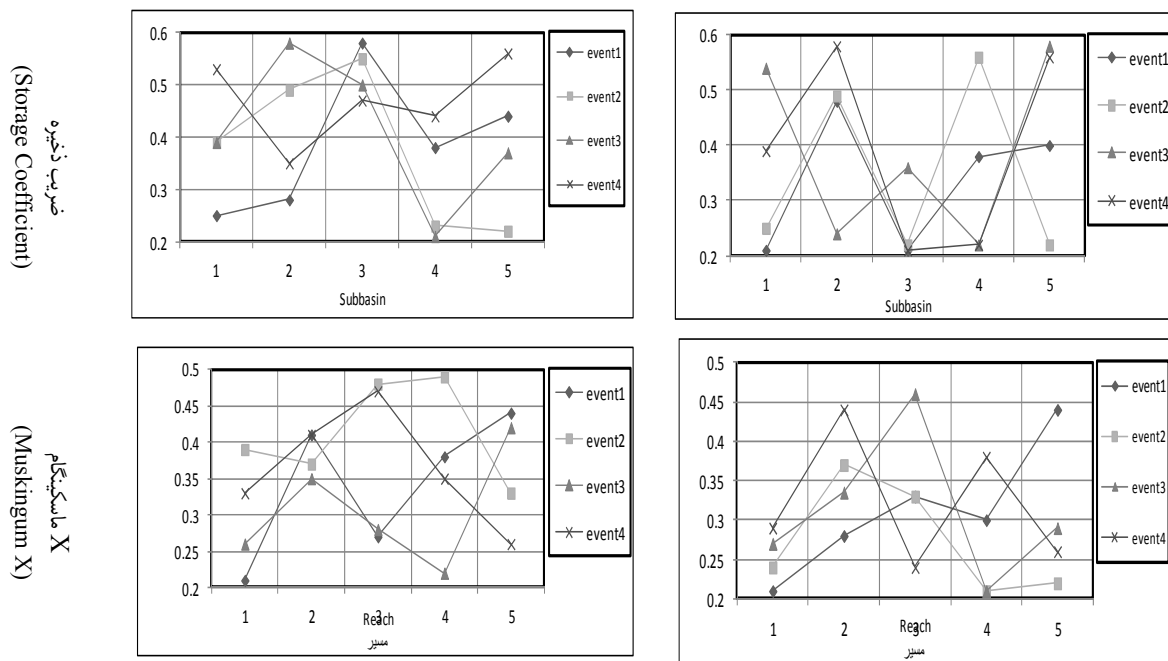 ضریب ذخیره
(Storage Coefficient)
0.6
0.5
0.4
0.3
0.2
1 2 3 4 5
Subbasin
event1
event2
event3
event4
0.6
0.5
0.4
0.3
0.2
1 2 3 4 5
Subbasin
event1
event2
event3
event4
X ماسکینگام
(Muskingum X)
0.5
0.45
0.4
0.35
0.3
0.25
0.2
1 2 3 4 5
Reach
مسیر
event1
event2
event3
event4
0.5
0.45
0.4
0.35
0.3
0.25
0.2
1 2 3 4 5
Reach
مسیر
event1
event2
event3
event4